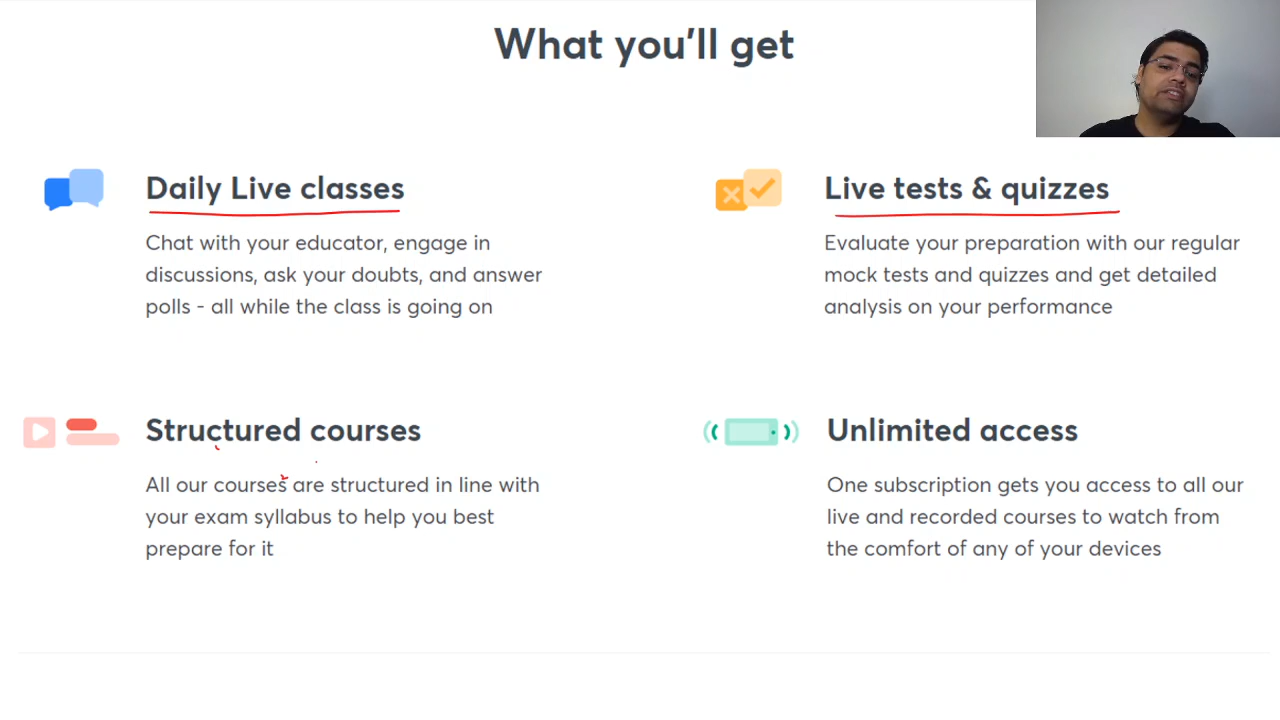 What you'll get
Daily Live classes
Chat with your educator, engage in
discussions, ask your doubts, and answer
polls - all while the class is going on
Live tests & quizzes
Evaluate your preparation with our regular
mock tests and quizzes and get detailed
analysis on your performance
Structured courses
All our courses are structured in line with
your exam syllabus to help you best
prepare for it
Unlimited access
One subscription gets you access to all our
live and recorded courses to watch from
the comfort of any of your devices